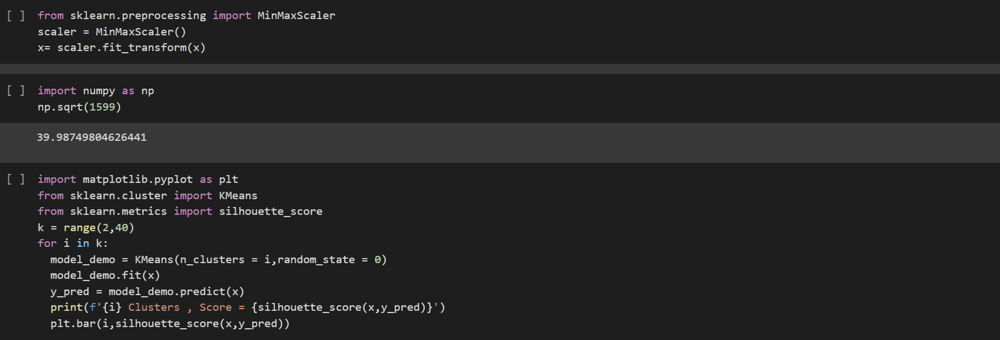 [ ] from sklearn.preprocessing import MinMaxScaler
scaler = MinMaxScaler()
x= scaler.fit_transform(x)
[ ] import numpy as np
np.sqrt(1599)
39.98749804626441
[ ] import matplotlib.pyplot as plt
from sklearn.cluster import KMeans
from sklearn.metrics import silhouette_score
k = range(2,40)
for i in k:
  model_demo = KMeans(n_clusters = i,random_state = 0)
  model_demo.fit(x)
  y_pred = model_demo.predict(x)
  print(f'{i} Clusters , Score = {silhouette_score(x,y_pred)}')
  plt.bar(i,silhouette_score(x,y_pred))